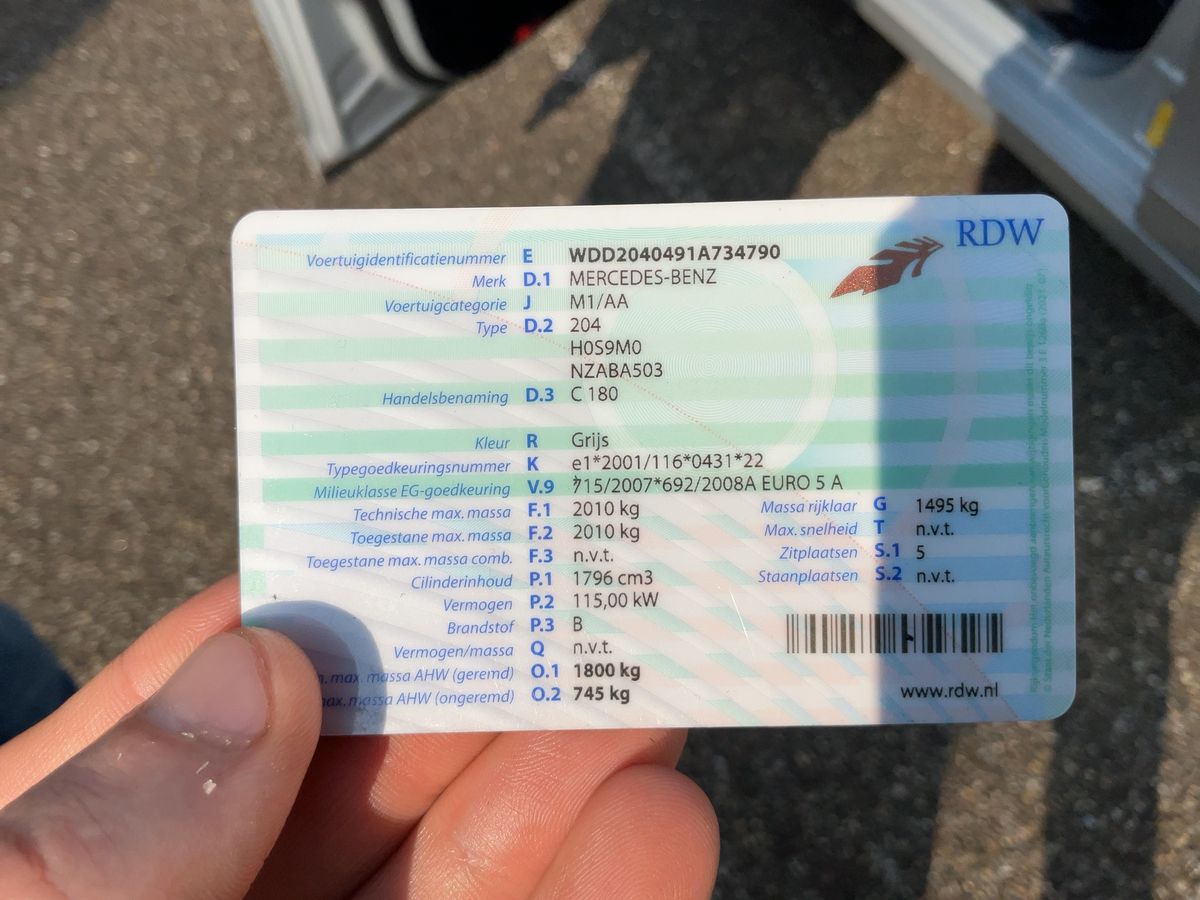 RDW
Voertuigidentificatienummer E WDD2040491A734790
Merk D.1 MERCEDES-BENZ
Voertuigcategorie J M1/AA
Type D.2 204
H0S9M0
NZABA503
Handelsbenaming D.3 C 180
Kleur R Grijs
Typegoedkeuringsnummer K e1*2001/116*0431*22
Milieuklasse EG-goedkeuring V.9 715/2007*692/2008A EURO 5 A
Technische max. massa F.1 2010 kg Massa rijklaar G 1495 kg
Toegestane max. massa F.2 2010 kg Max. snelheid T n.v.t.
Toegestane max. massa comb. F.3 n.v.t. Zitplaatsen S.1 5
Cilinderinhoud P.1 1796 cm3 Staanplaatsen S.2 n.v.t.
Vermogen P.2 115,00 kW
Brandstof P.3 B
Vermogen/massa Q n.v.t.
max. massa AHW (geremd) O.1 1800 kg
max. massa AHW (ongeremd) O.2 745 kg
www.rdw.nl